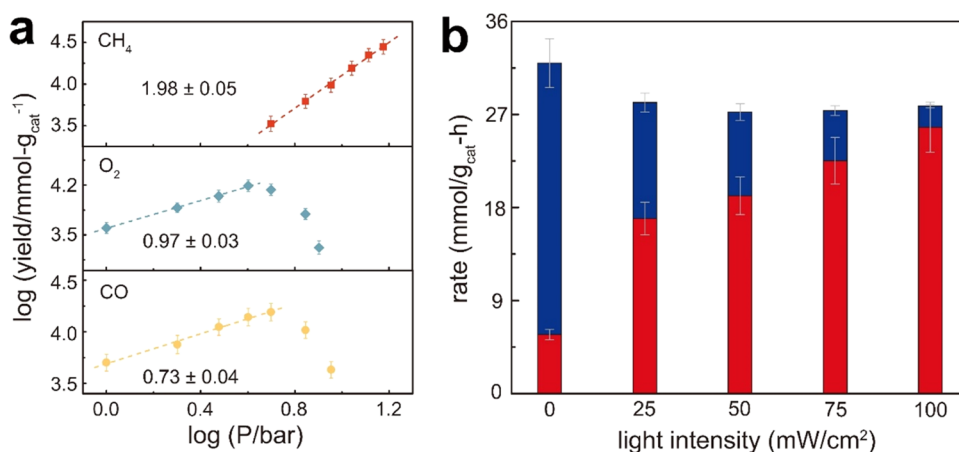 a
log (yield/mmol-g_cat⁻¹)
CH₄
4.5
4.0
3.5
1.98 ± 0.05
O₂
4.2
3.5
0.97 ± 0.03
CO
4.5
4.0
3.5
0.73 ± 0.04
0.0 0.4 0.8 1.2
log (P/bar)
b
rate (mmol/g_cat-h)
36
27
18
9
0
0 25 50 75 100
light intensity (mW/cm²)